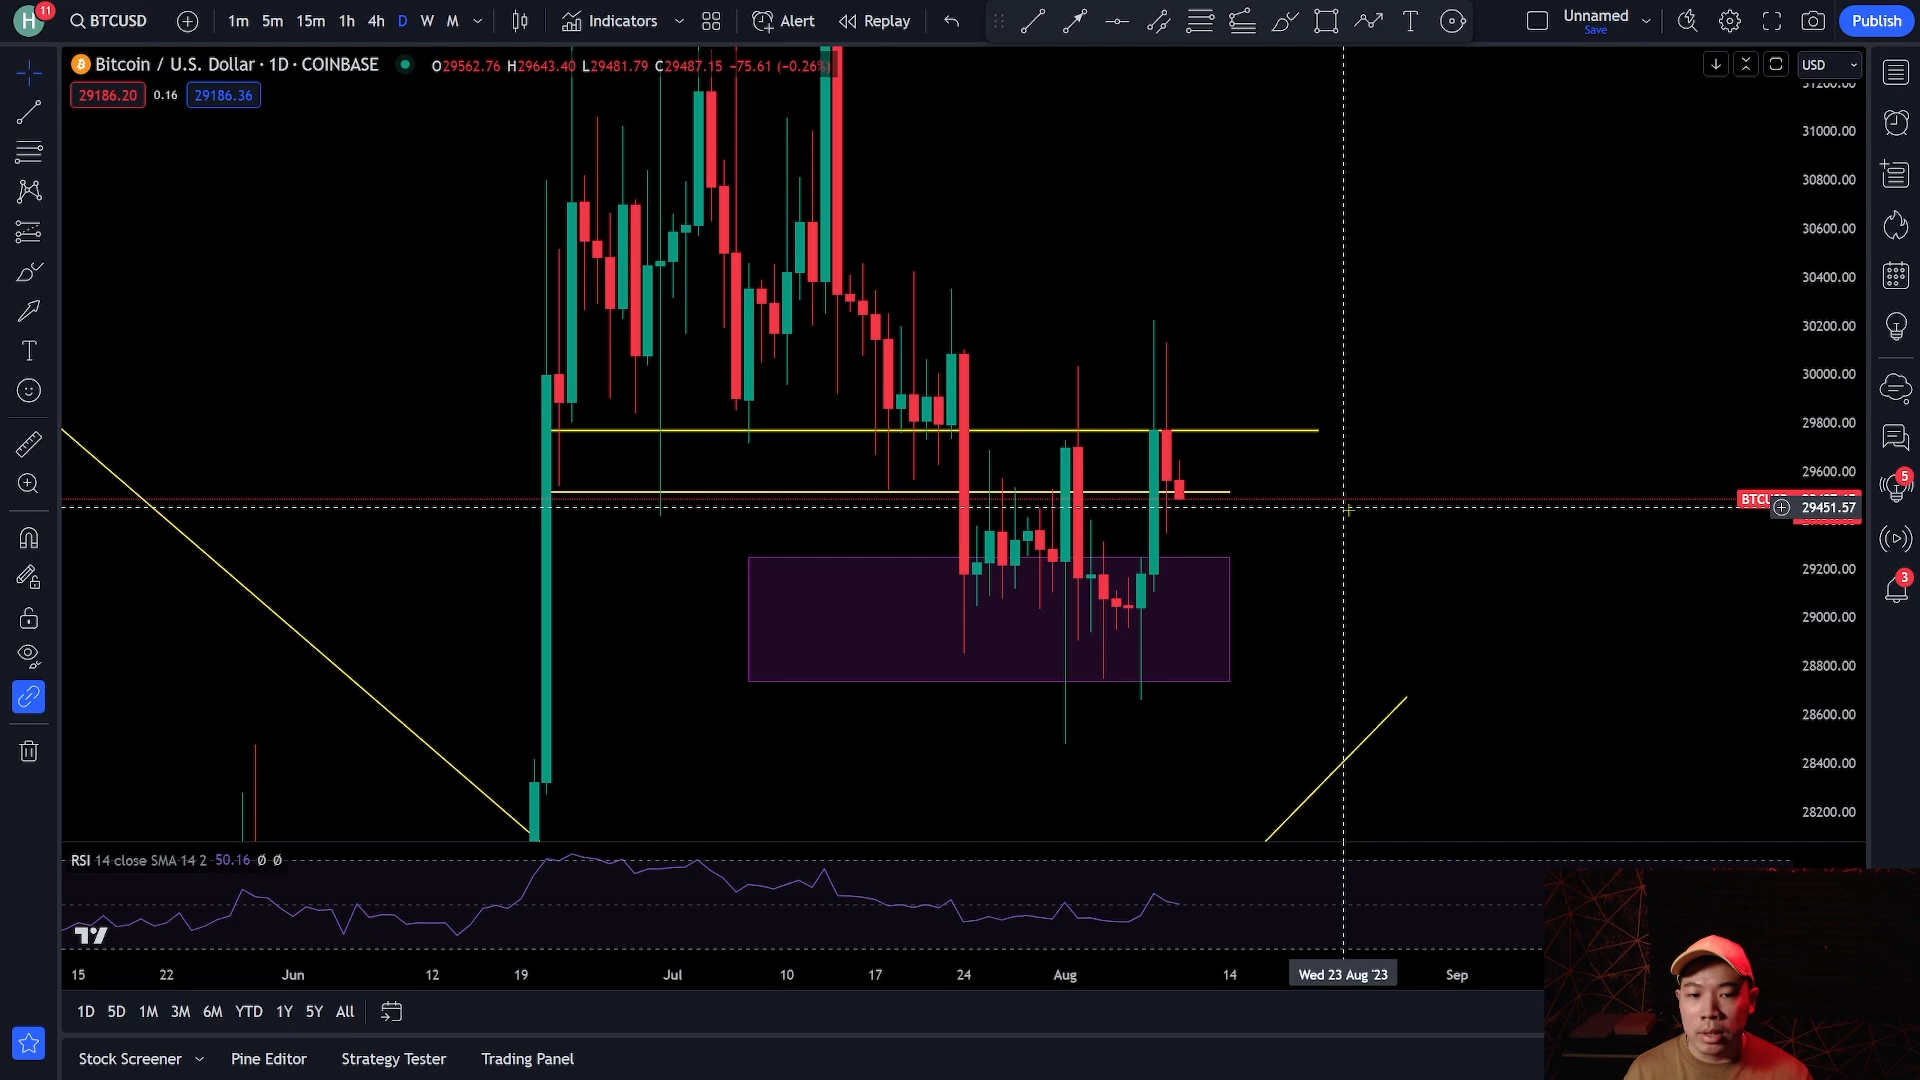 H
11
BTCUSD
1m 5m 15m 1h 4h D W M
Indicators
Alert
Replay
Unnamed
Save
Publish
Bitcoin / U.S. Dollar · 1D · COINBASE
O29562.76 H29643.40 L29481.79 C29487.15 −75.61 (−0.26%)
29186.20 0.16 29186.36
USD
31200.00
31000.00
30800.00
30600.00
30400.00
30200.00
30000.00
29800.00
29600.00
29451.57
29200.00
29000.00
28800.00
28600.00
28400.00
28200.00
5
3
RSI 14 close SMA 14 2 50.16 Ø Ø
15 22 Jun 12 19 Jul 10 17 24 Aug 14 Wed 23 Aug '23 Sep
1D 5D 1M 3M 6M YTD 1Y 5Y All
Stock Screener Pine Editor Strategy Tester Trading Panel